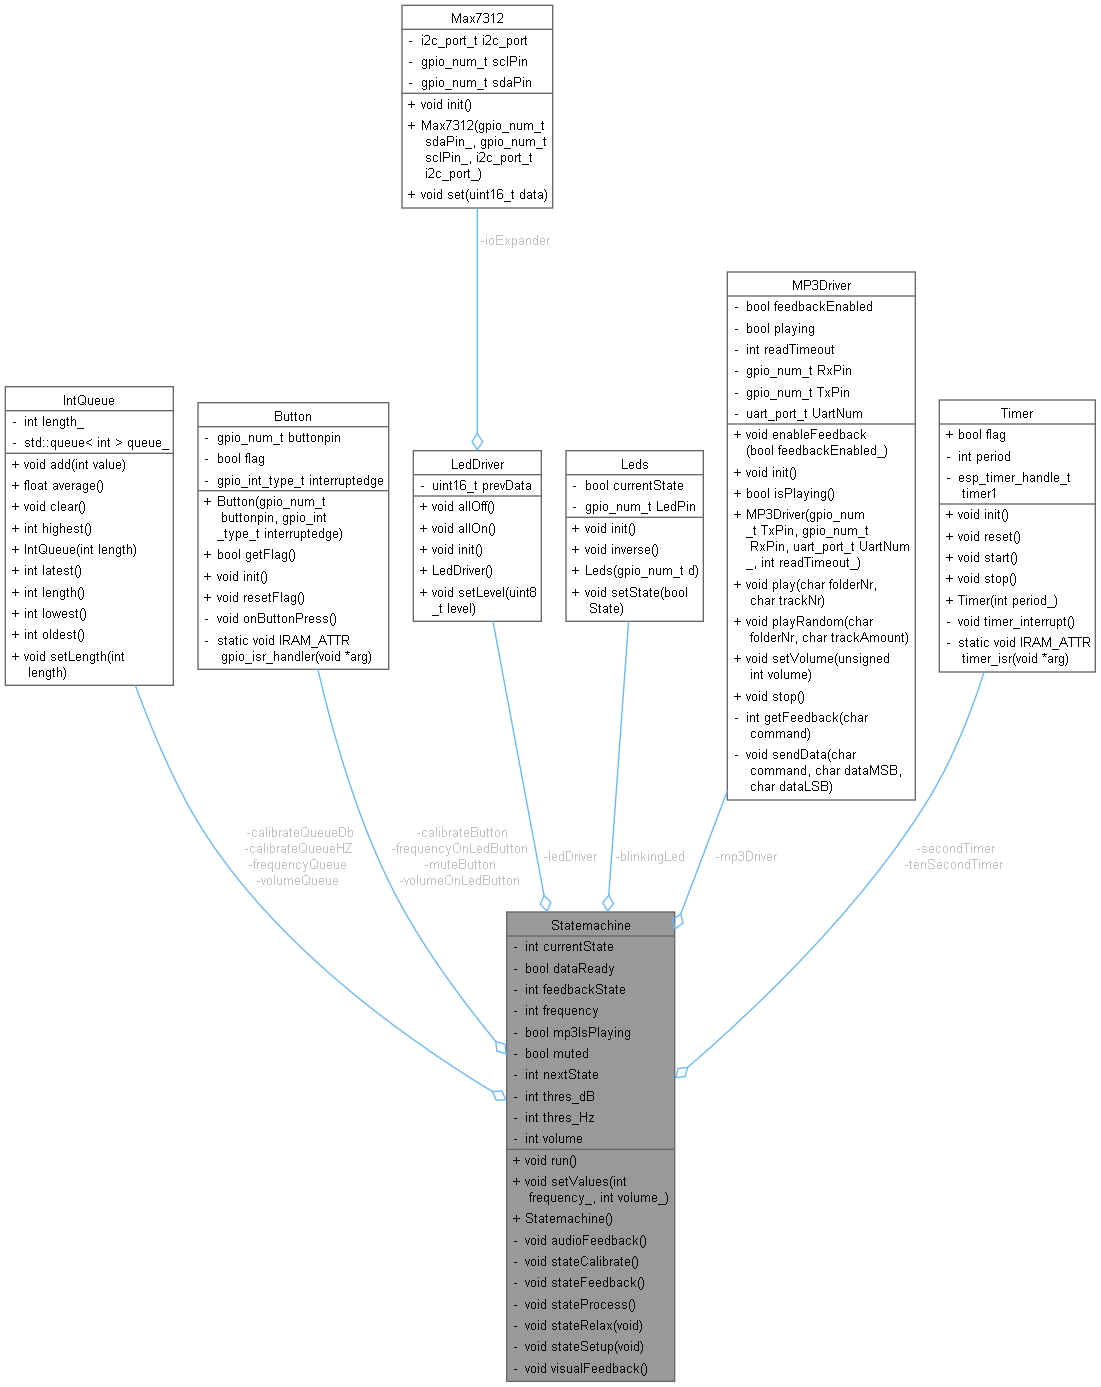 Max7312
- i2c_port_t i2c_port
- gpio_num_t sclPin
- gpio_num_t sdaPin
+ void init()
+ Max7312(gpio_num_t
sdaPin_, gpio_num_t
sclPin_, i2c_port_t
i2c_port_)
+ void set(uint16_t data)
-ioExpander
IntQueue
- int length_
- std::queue< int > queue_
+ void add(int value)
+ float average()
+ void clear()
+ int highest()
+ IntQueue(int length)
+ int latest()
+ int length()
+ int lowest()
+ int oldest()
+ void setLength(int
length)
Button
- gpio_num_t buttonpin
- bool flag
- gpio_int_type_t interruptedge
+ Button(gpio_num_t
buttonpin, gpio_int
_type_t interruptedge)
+ bool getFlag()
+ void init()
+ void resetFlag()
- void onButtonPress()
- static void IRAM_ATTR
gpio_isr_handler(void *arg)
LedDriver
- uint16_t prevData
+ void allOff()
+ void allOn()
+ void init()
+ LedDriver()
+ void setLevel(uint8
_t level)
Leds
- bool currentState
- gpio_num_t LedPin
+ void init()
+ void inverse()
+ Leds(gpio_num_t d)
+ void setState(bool
State)
MP3Driver
- bool feedbackEnabled
- bool playing
- int readTimeout
- gpio_num_t RxPin
- gpio_num_t TxPin
- uart_port_t UartNum
+ void enableFeedback
(bool feedbackEnabled_)
+ void init()
+ bool isPlaying()
+ MP3Driver(gpio_num
_t TxPin, gpio_num_t
RxPin, uart_port_t UartNum
_, int readTimeout_)
+ void play(char folderNr,
char trackNr)
+ void playRandom(char
folderNr, char trackAmount)
+ void setVolume(unsigned
int volume)
+ void stop()
- int getFeedback(char
command)
- void sendData(char
command, char dataMSB,
char dataLSB)
Timer
+ bool flag
- int period
- esp_timer_handle_t
timer1
+ void init()
+ void reset()
+ void start()
+ void stop()
+ Timer(int period_)
- void timer_interrupt()
- static void IRAM_ATTR
timer_isr(void *arg)
-calibrateQueueDb
-calibrateQueueHZ
-frequencyQueue
-volumeQueue
-calibrateButton
-frequencyOnLedButton
-muteButton
-volumeOnLedButton
-ledDriver
-blinkingLed
-mp3Driver
-secondTimer
-tenSecondTimer
Statemachine
- int currentState
- bool dataReady
- int feedbackState
- int frequency
- bool mp3IsPlaying
- bool muted
- int nextState
- int thres_dB
- int thres_Hz
- int volume
+ void run()
+ void setValues(int
frequency_, int volume_)
+ Statemachine()
- void audioFeedback()
- void stateCalibrate()
- void stateFeedback()
- void stateProcess()
- void stateRelax(void)
- void stateSetup(void)
- void visualFeedback()